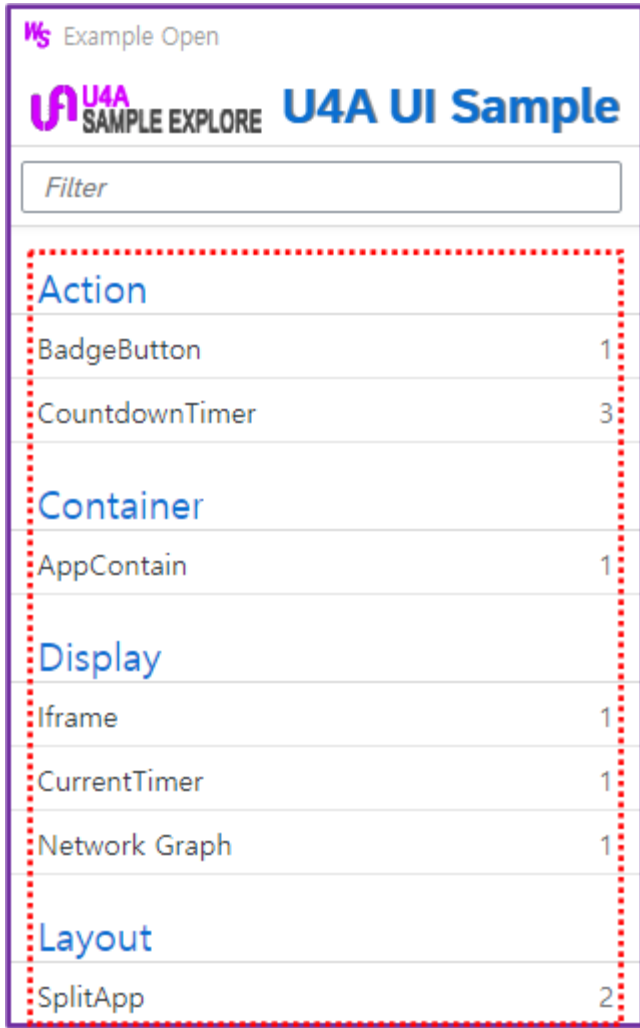 WS Example Open
U4A
SAMPLE EXPLORE
U4A UI Sample
Filter
Action
BadgeButton 1
CountdownTimer 3
Container
AppContain 1
Display
Iframe 1
CurrentTimer 1
Network Graph 1
Layout
SplitApp 2